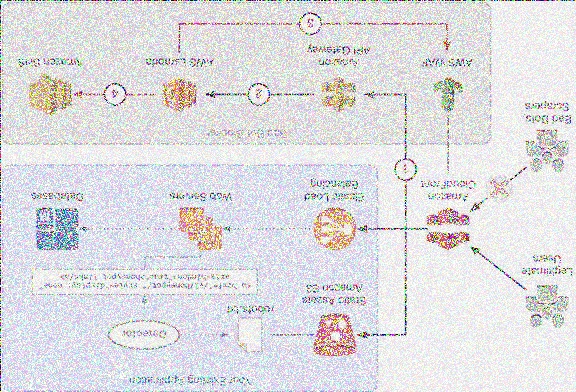 Your Existing Application
Static Assets
Amazon S3
robots.txt
Detector
Legitimate
Users
Amazon
CloudFront
Elastic Load
Balancing
Web Servers
Databases
1
Bad Bots
Scrapers
AWS WAF
Amazon
API Gateway
2
AWS Lambda
4
Amazon SNS
3